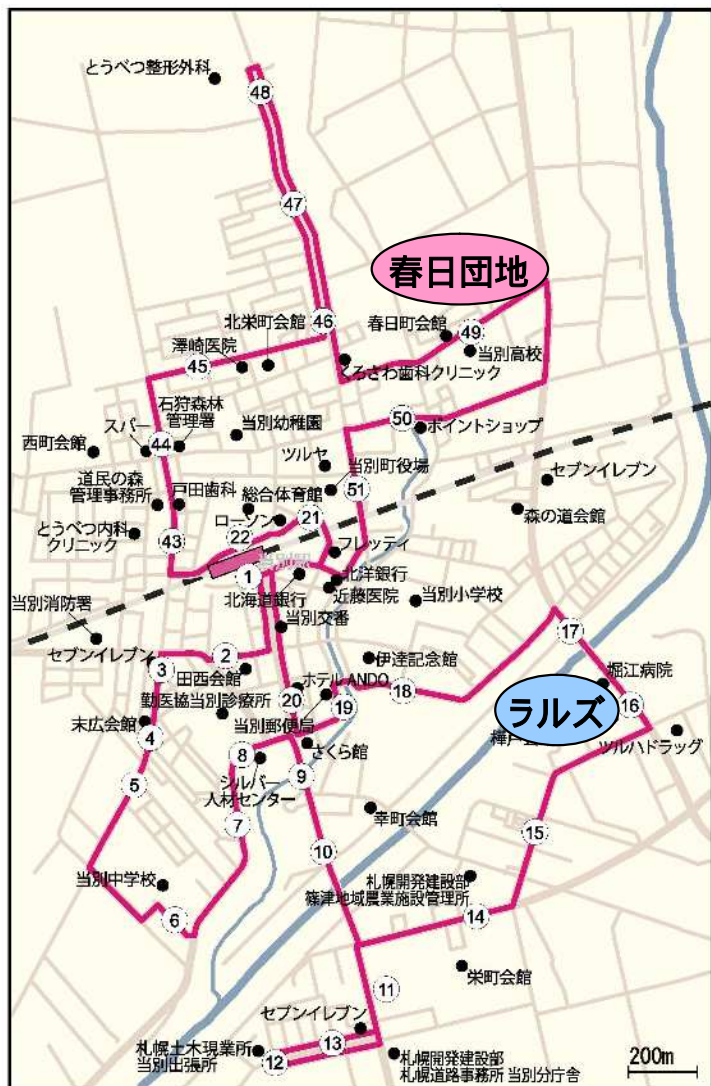 とうべつ整形外科
48
47
春日団地
46
北栄町会館
春日町会館
49
澤崎医院
当別高校
45
くろさわ歯科クリニック
石狩森林
管理署
50
スパー
44
当別幼稚園
ポイントショップ
西町会館
ツルヤ
当別町役場
セブンイレブン
道民の森
管理事務所
戸田歯科
総合体育館
51
森の道会館
ローソン
21
とうべつ内科
クリニック
43
22
フレッティ
1
北洋銀行
北海道銀行
近藤医院
当別小学校
当別消防署
当別交番
17
セブンイレブン
2
伊達記念館
3
田西会館
堀江病院
勤医協当別診療所
ホテルANDO
18
20
16
末広会館
当別郵便局
19
ラルズ
4
さくら館
ツルハドラッグ
8
シルバー
人材センター
9
5
幸町会館
7
15
10
当別中学校
札幌開発建設部
篠津地域農業施設管理所
6
14
栄町会館
11
セブンイレブン
13
札幌土木現業所
当別出張所
12
札幌開発建設部
札幌道路事務所 当別分庁舎
200m